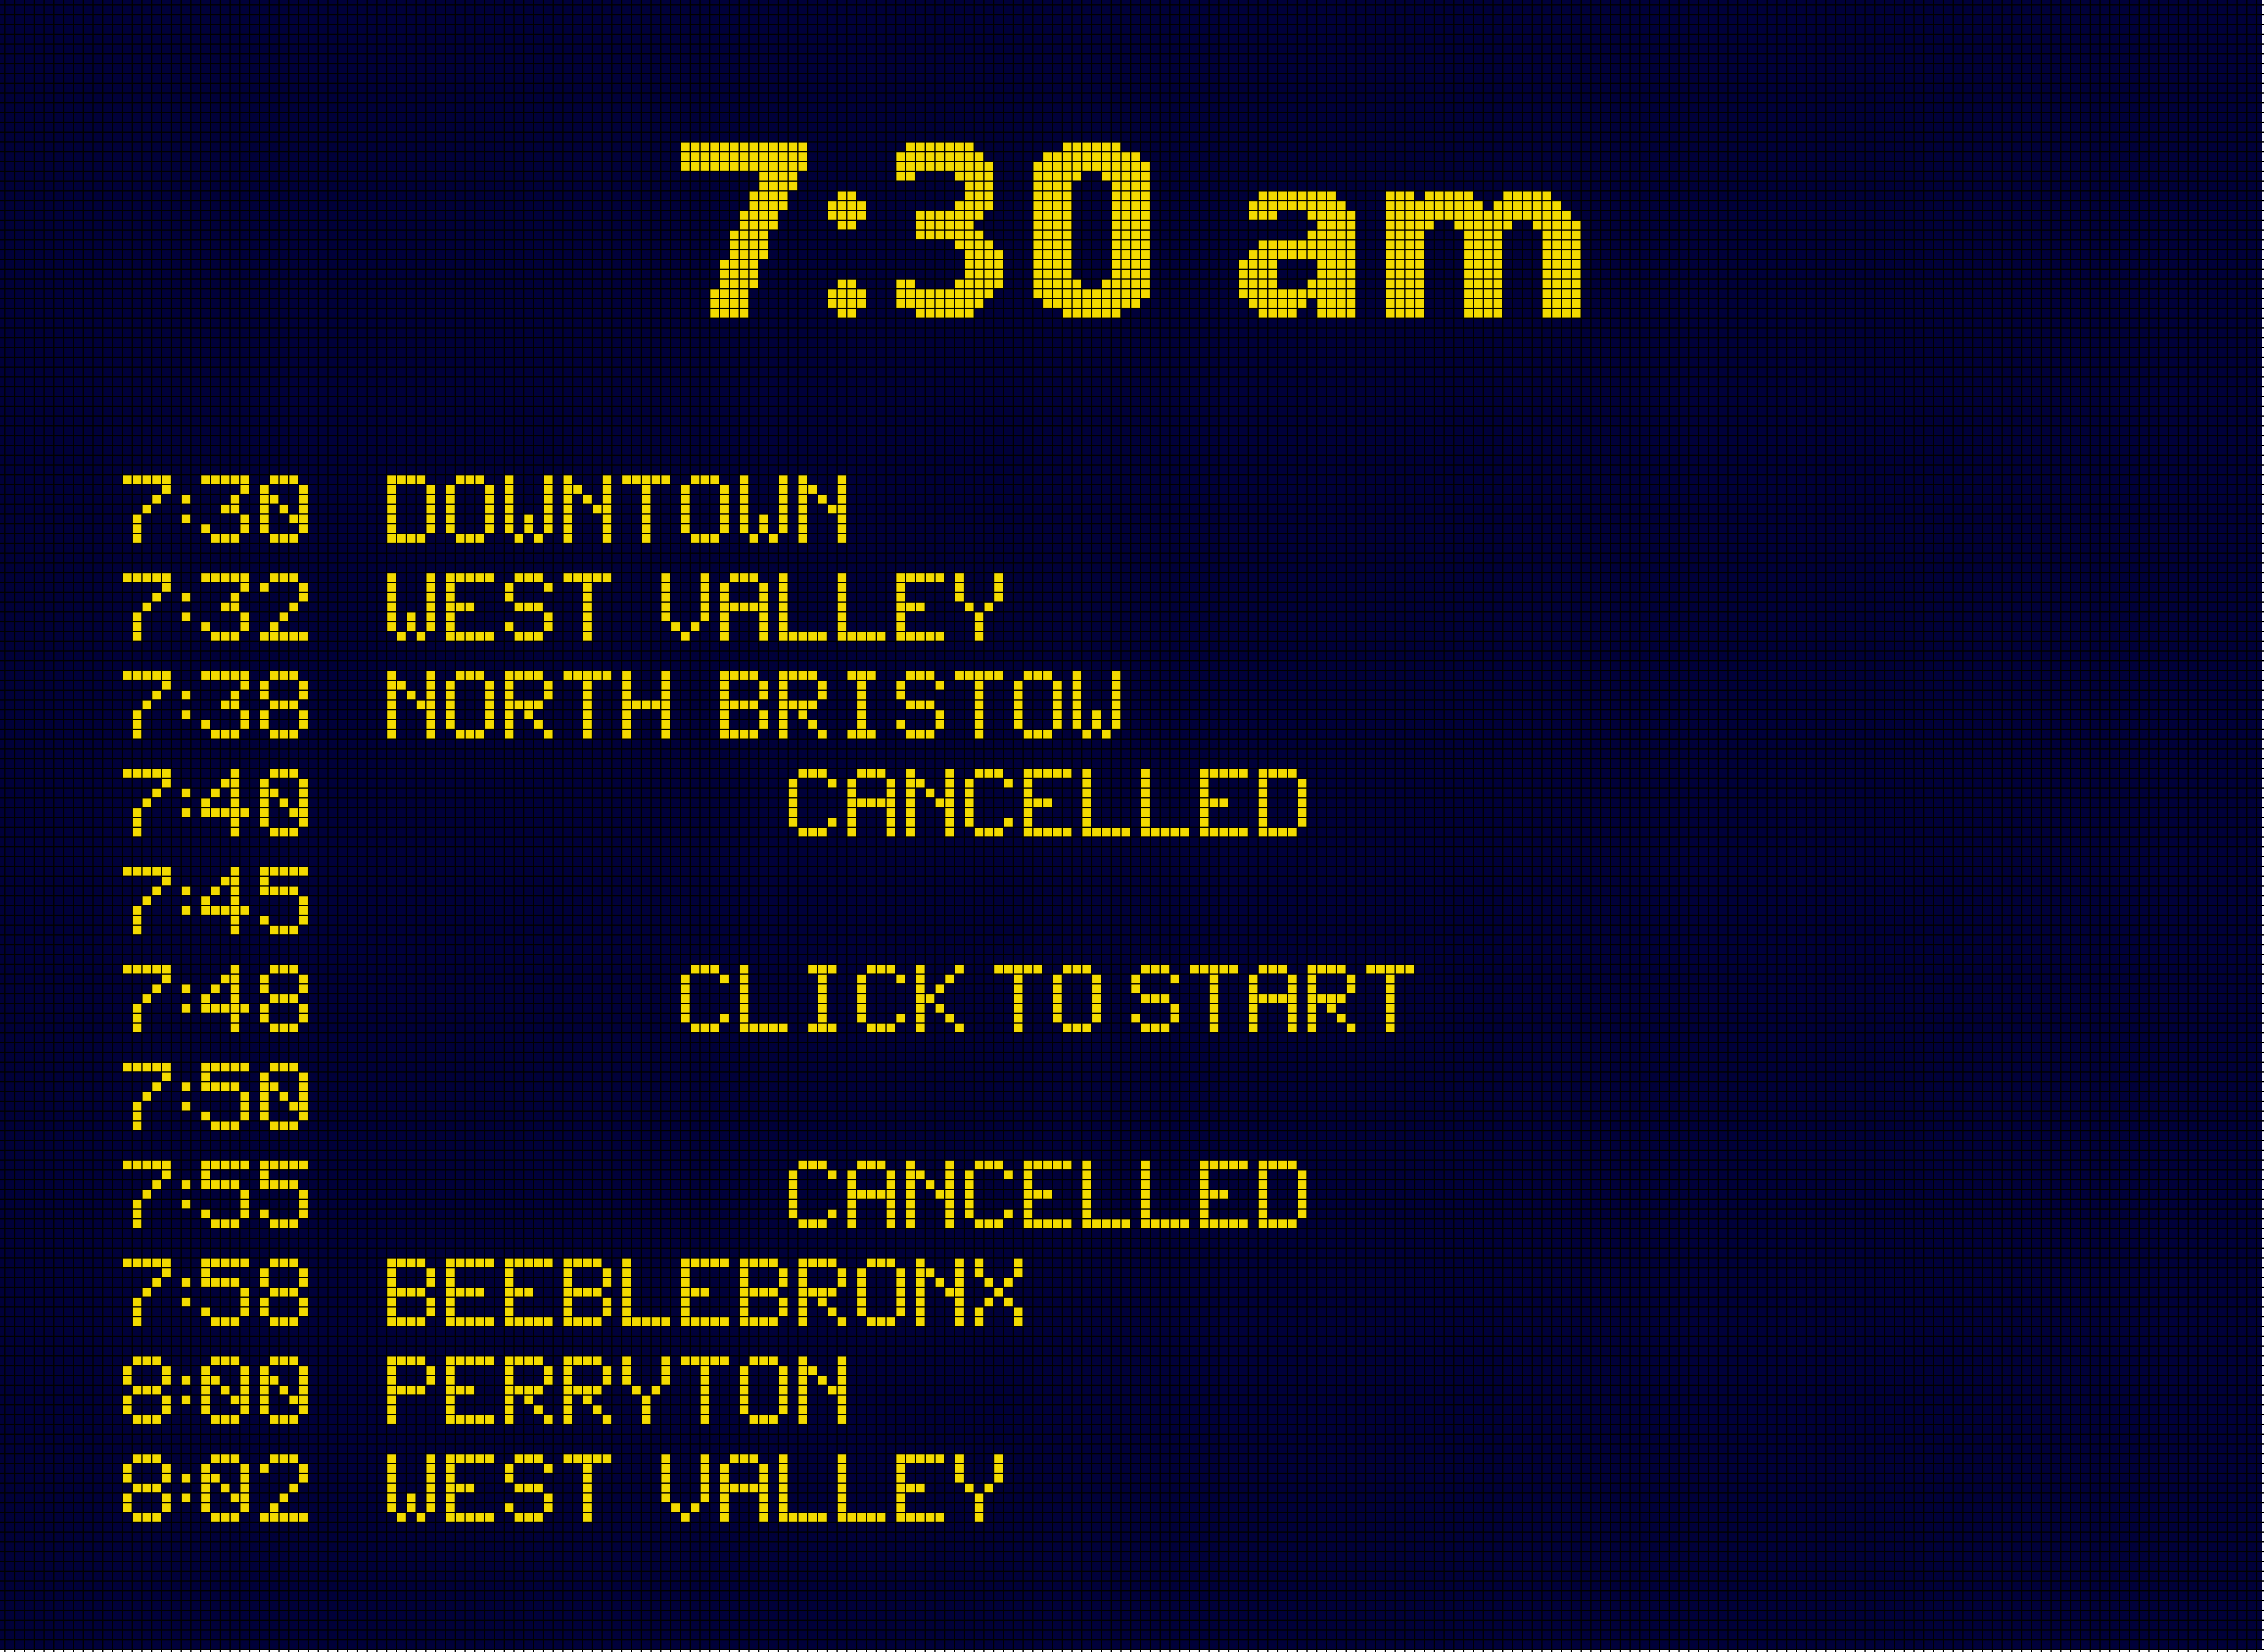 7:30 am
7:30 DOWNTOWN
7:32 WEST VALLEY
7:38 NORTH BRISTOW
7:40 CANCELLED
7:45
7:48 CLICK TO START
7:50
7:55 CANCELLED
7:58 BEEBLEBRONX
8:00 PERRYTON
8:02 WEST VALLEY